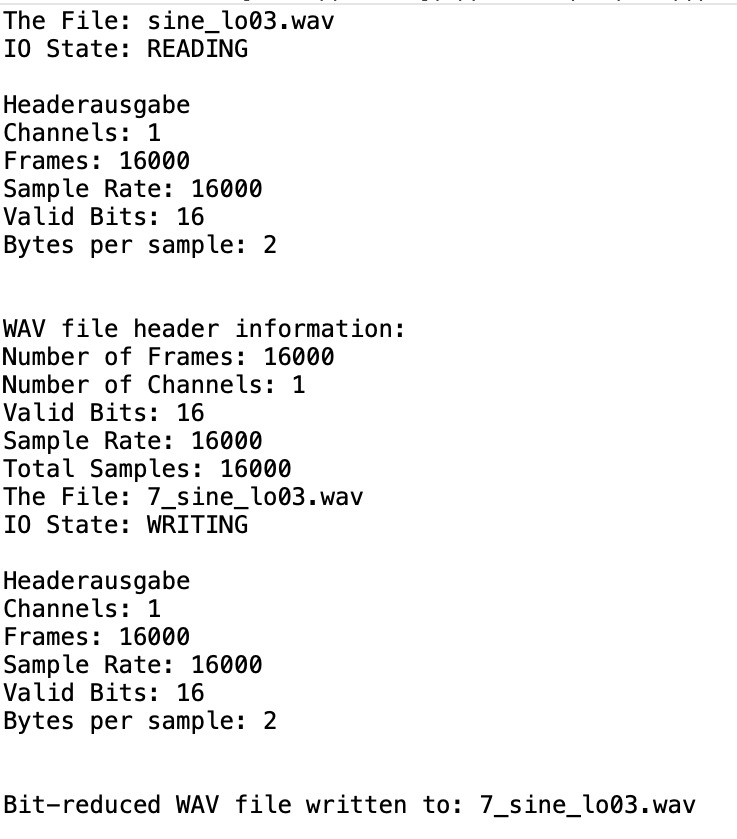 The File: sine_lo03.wav
IO State: READING
Headerausgabe
Channels: 1
Frames: 16000
Sample Rate: 16000
Valid Bits: 16
Bytes per sample: 2
WAV file header information:
Number of Frames: 16000
Number of Channels: 1
Valid Bits: 16
Sample Rate: 16000
Total Samples: 16000
The File: 7_sine_lo03.wav
IO State: WRITING
Headerausgabe
Channels: 1
Frames: 16000
Sample Rate: 16000
Valid Bits: 16
Bytes per sample: 2
Bit-reduced WAV file written to: 7_sine_lo03.wav